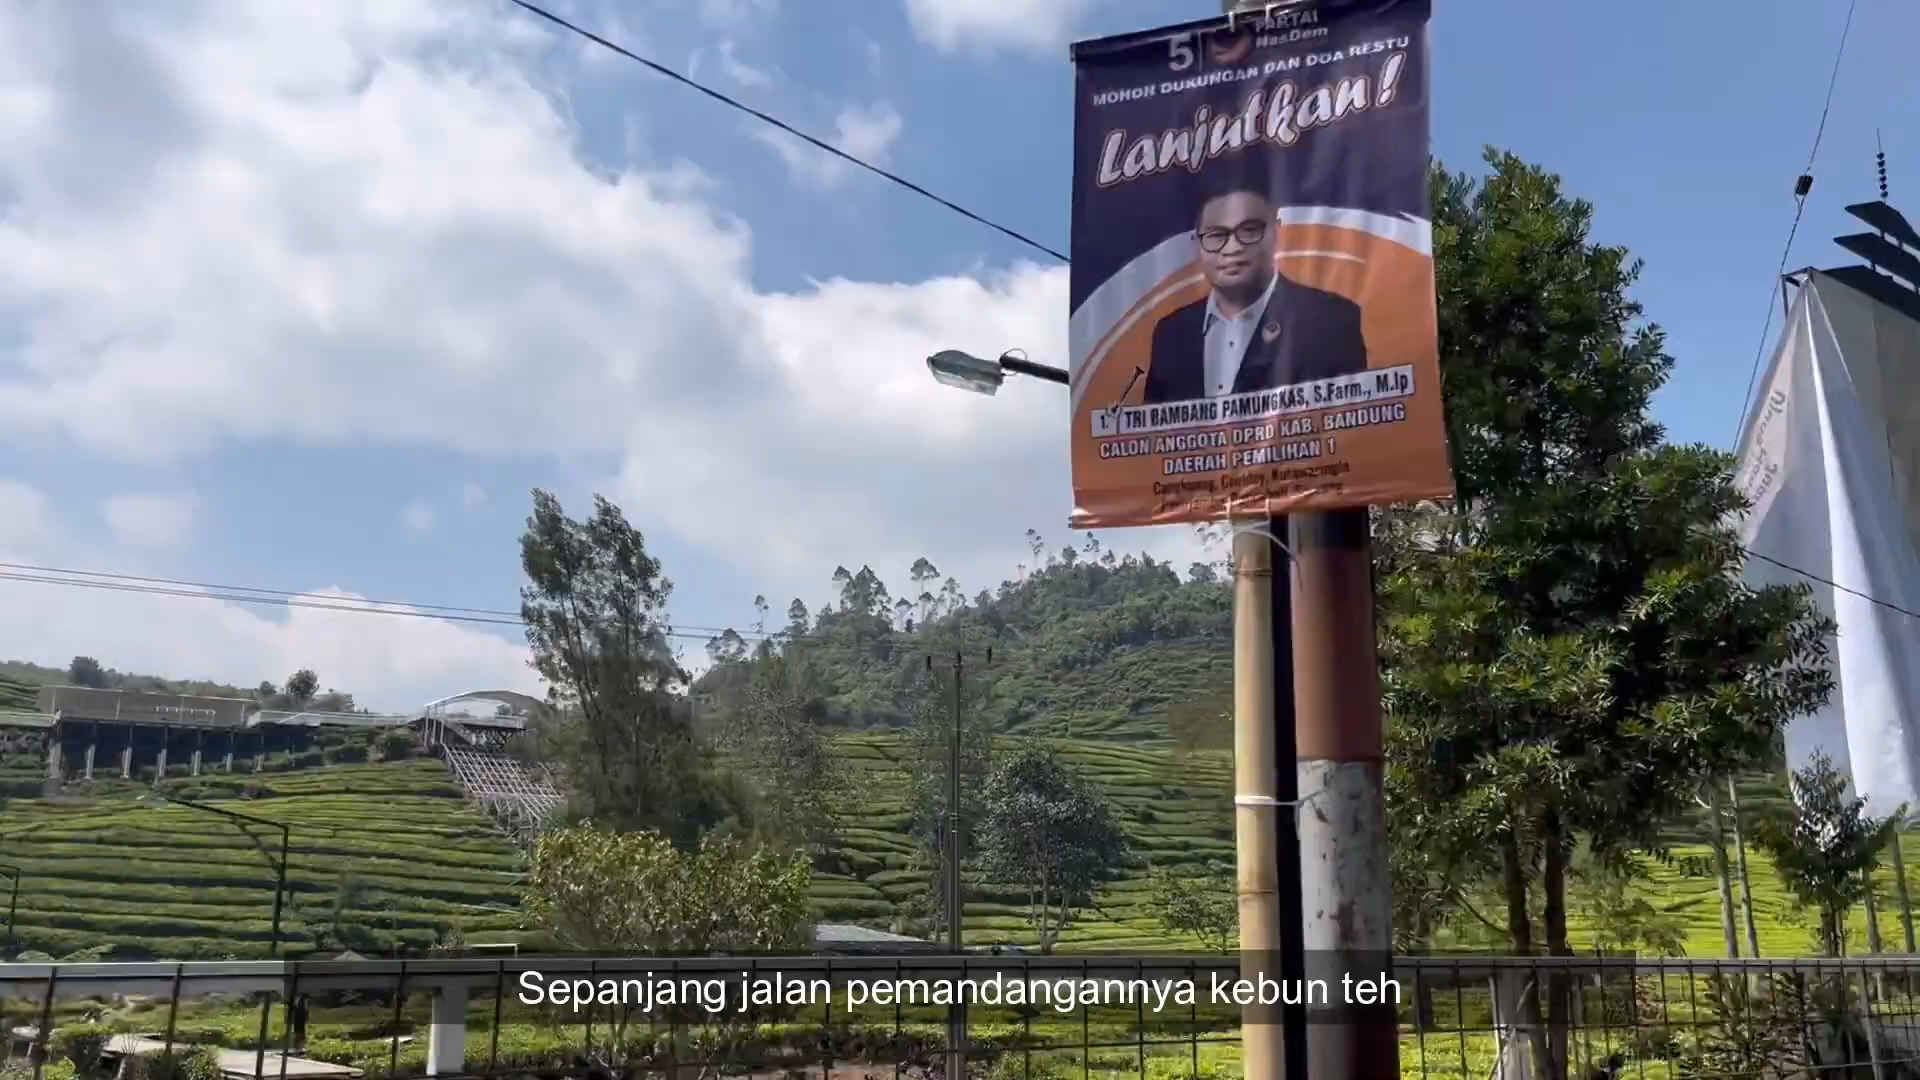 5 PARTAI
NasDem
MOHON DUKUNGAN DAN DOA RESTU
Lanjutkan!
1. TRI BAMBANG PAMUNGKAS, S.Farm., M.Ip
CALON ANGGOTA DPRD KAB. BANDUNG
DAERAH PEMILIHAN 1
Sepanjang jalan pemandangannya kebun teh